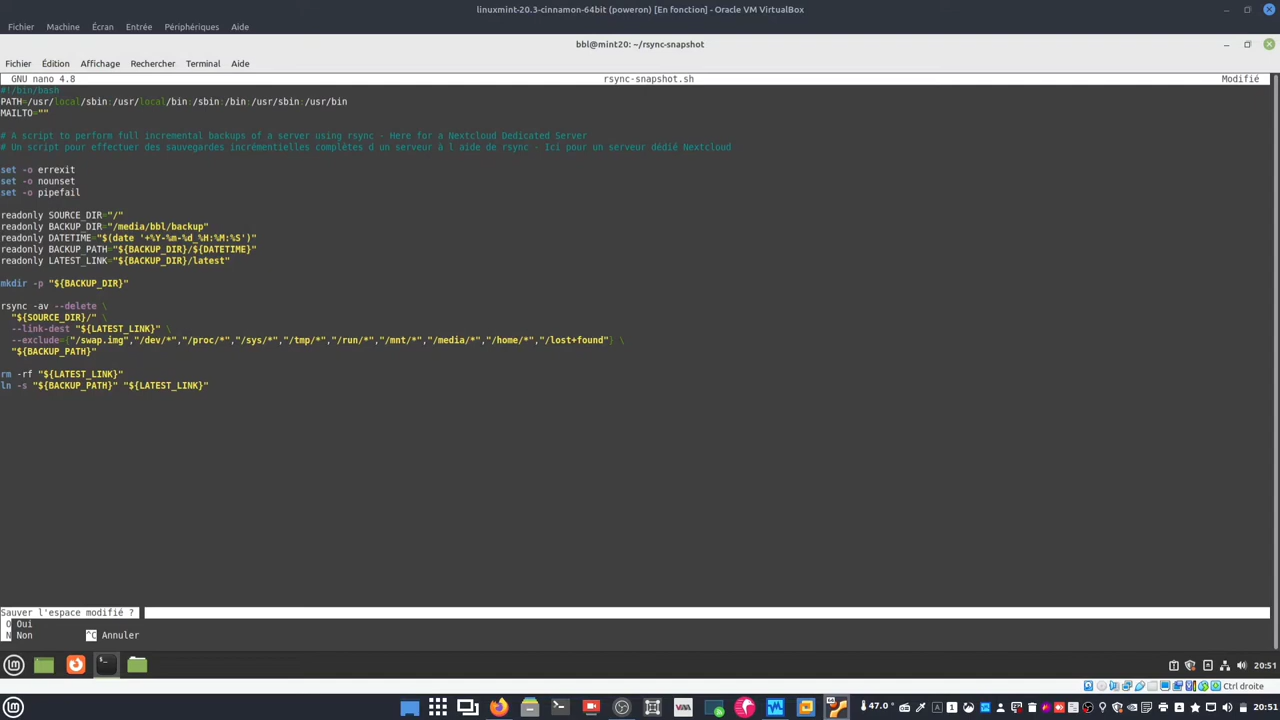 linuxmint-20.3-cinnamon-64bit (poweron) [En fonction] - Oracle VM VirtualBox
Fichier Machine Écran Entrée Périphériques Aide
bbl@mint20: ~/rsync-snapshot
Fichier Édition Affichage Rechercher Terminal Aide
GNU nano 4.8 rsync-snapshot.sh Modifié
#!/bin/bash
PATH=/usr/local/sbin:/usr/local/bin:/sbin:/bin:/usr/sbin:/usr/bin
MAILTO=""
# A script to perform full incremental backups of a server using rsync - Here for a Nextcloud Dedicated Server
# Un script pour effectuer des sauvegardes incrémentielles complètes d un serveur à l aide de rsync - Ici pour un serveur dédié Nextcloud
set -o errexit
set -o nounset
set -o pipefail
readonly SOURCE_DIR="/"
readonly BACKUP_DIR="/media/bbl/backup"
readonly DATETIME="$(date '+%Y-%m-%d_%H:%M:%S')"
readonly BACKUP_PATH="${BACKUP_DIR}/${DATETIME}"
readonly LATEST_LINK="${BACKUP_DIR}/latest"
mkdir -p "${BACKUP_DIR}"
rsync -av --delete \
"${SOURCE_DIR}/" \
--link-dest "${LATEST_LINK}" \
--exclude={"/swap.img","/dev/*","/proc/*","/sys/*","/tmp/*","/run/*","/mnt/*","/media/*","/home/*","/lost+found"} \
"${BACKUP_PATH}"
rm -rf "${LATEST_LINK}"
ln -s "${BACKUP_PATH}" "${LATEST_LINK}"
Sauver l'espace modifié ?
O Oui
N Non ^C Annuler
20:51
Ctrl droite
47.0° 20:51